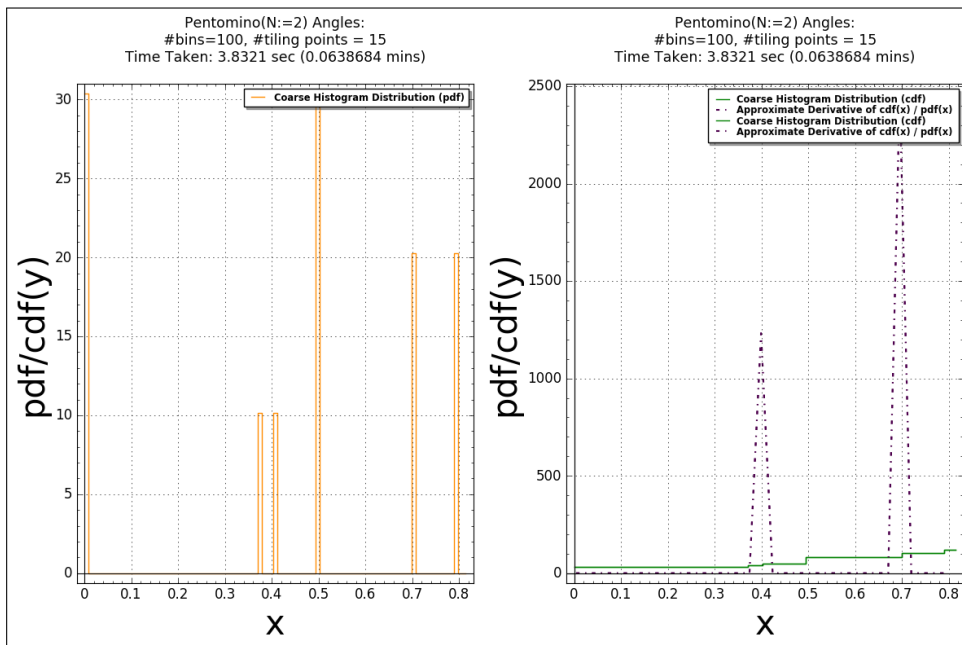 Pentomino(N:=2) Angles:
#bins=100, #tiling points = 15
Time Taken: 3.8321 sec (0.0638684 mins)
Coarse Histogram Distribution (pdf)
30
25
20
15
10
5
0
pdf/cdf(y)
0 0.1 0.2 0.3 0.4 0.5 0.6 0.7 0.8
x
Pentomino(N:=2) Angles:
#bins=100, #tiling points = 15
Time Taken: 3.8321 sec (0.0638684 mins)
Coarse Histogram Distribution (cdf)
Approximate Derivative of cdf(x) / pdf(x)
Coarse Histogram Distribution (cdf)
Approximate Derivative of cdf(x) / pdf(x)
2500
2000
1500
1000
500
0
pdf/cdf(y)
0 0.1 0.2 0.3 0.4 0.5 0.6 0.7 0.8
x